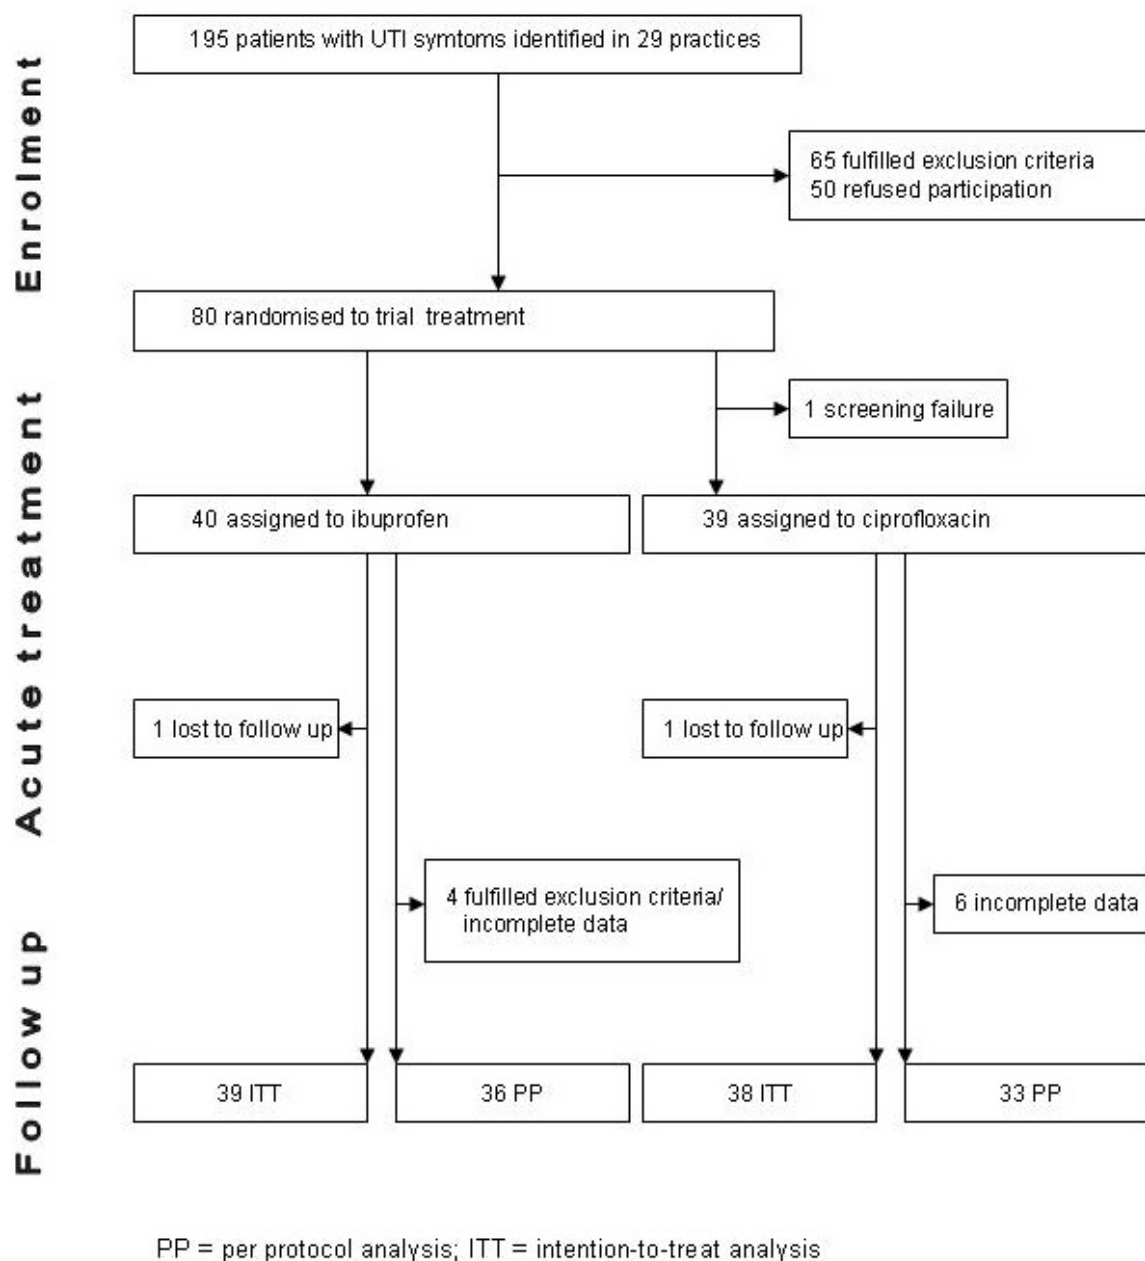 Enrolment
195 patients with UTI symtoms identified in 29 practices
65 fulfilled exclusion criteria
50 refused participation
80 randomised to trial treatment
Acute treatment
1 screening failure
40 assigned to ibuprofen
39 assigned to ciprofloxacin
1 lost to follow up
1 lost to follow up
4 fulfilled exclusion criteria/
incomplete data
6 incomplete data
Follow up
39 ITT
36 PP
38 ITT
33 PP
PP = per protocol analysis; ITT = intention-to-treat analysis